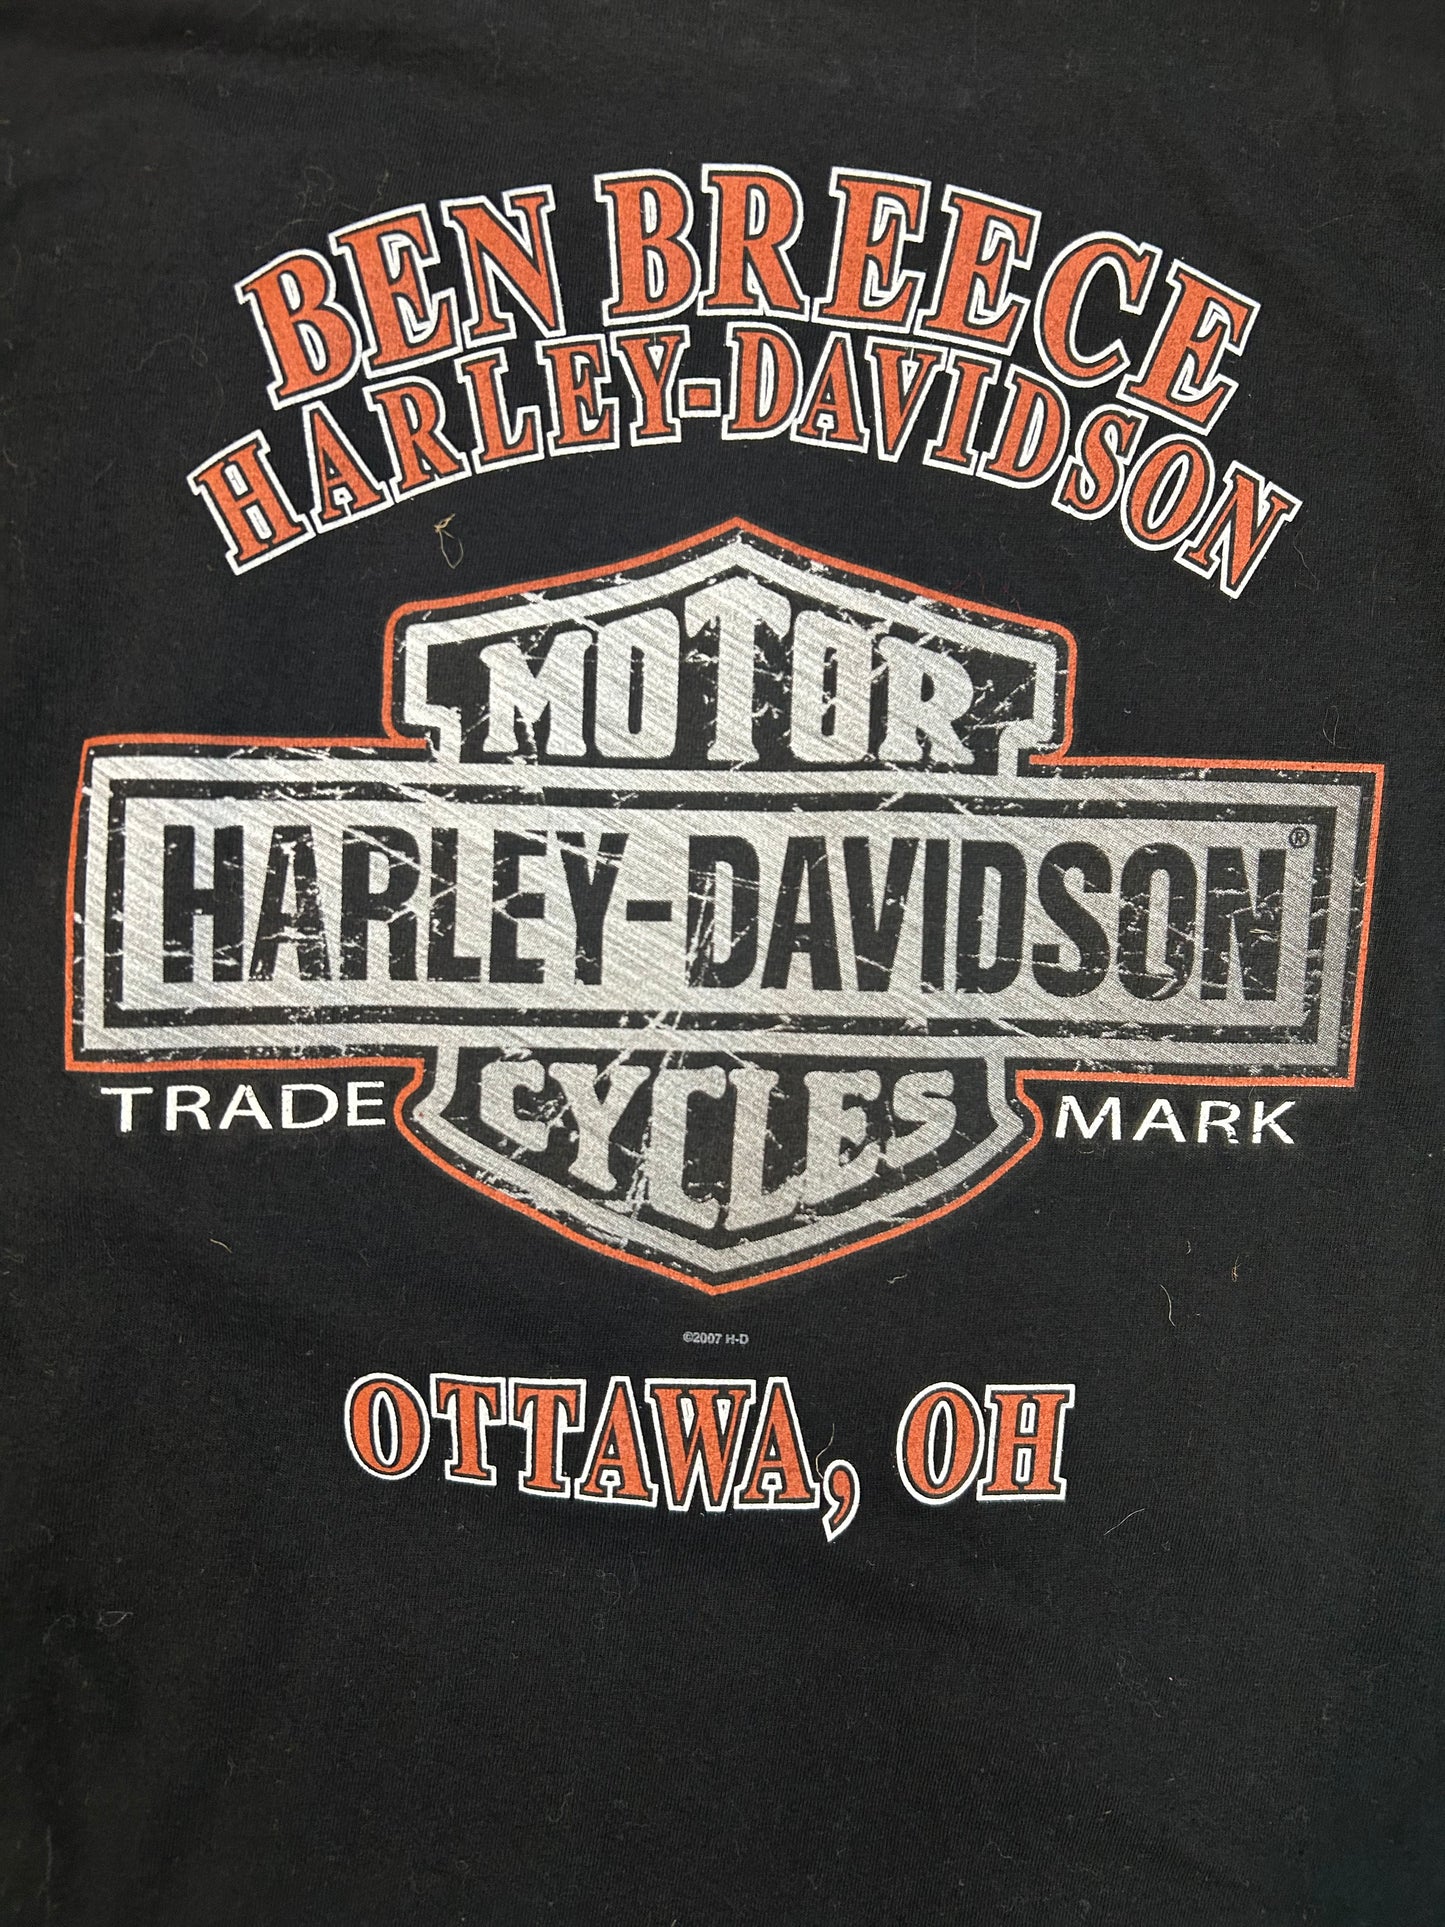 BEN BREECE
HARLEY-DAVIDSON
MOTOR
HARLEY-DAVIDSON®
CYCLES
TRADE MARK
©2007 H-D
OTTAWA, OH